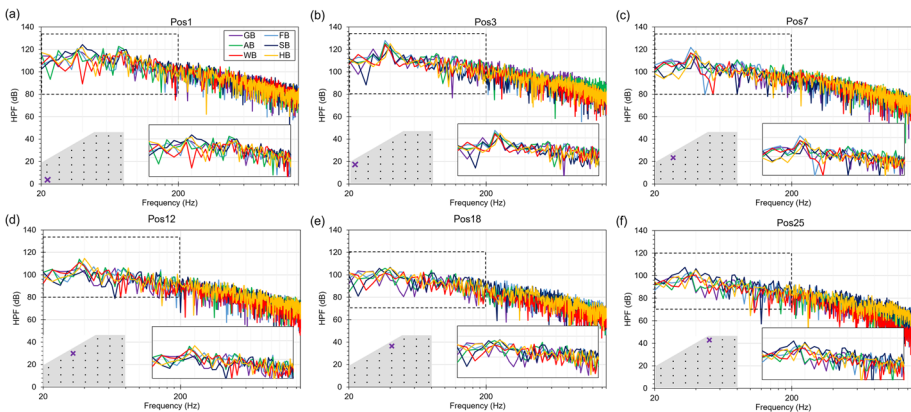 (a) Pos1
140
120
100
80
60
40
20
0
HPF (dB)
GB FB
AB SB
WB HB
20 200
Frequency (Hz)
(b) Pos3
140
120
100
80
60
40
20
0
HPF (dB)
20 200
Frequency (Hz)
(c) Pos7
140
120
100
80
60
40
20
0
HPF (dB)
20 200
Frequency (Hz)
(d) Pos12
140
120
100
80
60
40
20
0
HPF (dB)
20 200
Frequency (Hz)
(e) Pos18
140
120
100
80
60
40
20
0
HPF (dB)
20 200
Frequency (Hz)
(f) Pos25
140
120
100
80
60
40
20
0
HPF (dB)
20 200
Frequency (Hz)